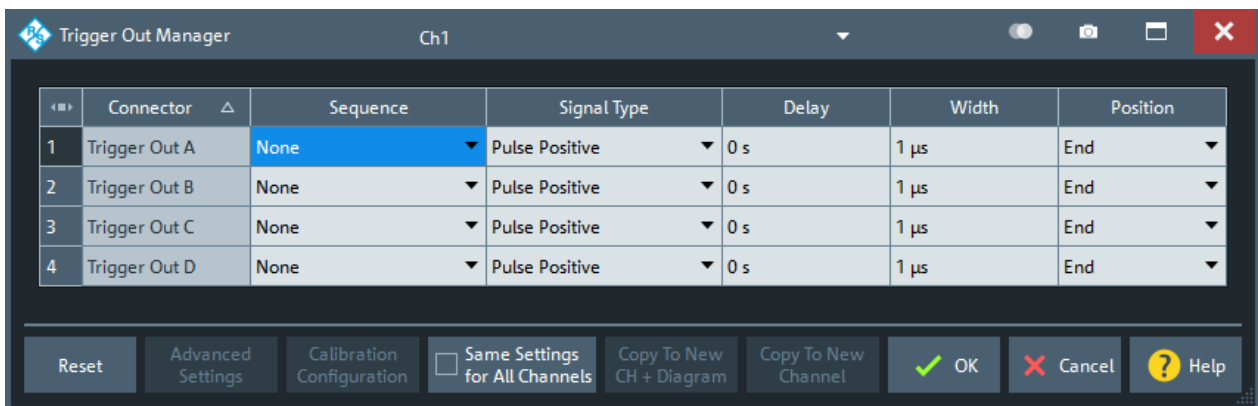 R&S Trigger Out Manager Ch1
Connector Sequence Signal Type Delay Width Position
1 Trigger Out A None Pulse Positive 0 s 1 µs End
2 Trigger Out B None Pulse Positive 0 s 1 µs End
3 Trigger Out C None Pulse Positive 0 s 1 µs End
4 Trigger Out D None Pulse Positive 0 s 1 µs End
Reset
Advanced
Settings
Calibration
Configuration
Same Settings
for All Channels
Copy To New
CH + Diagram
Copy To New
Channel
OK
Cancel
? Help